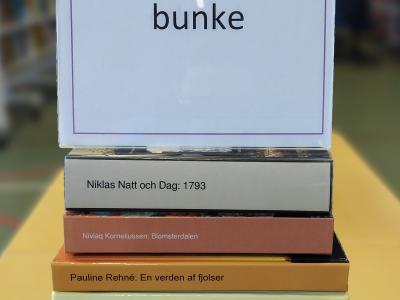 bunke
Niklas Natt och Dag: 1793
Niviaq Korneliussen: Blomsterdalen
Pauline Rehné: En verden af fjolser